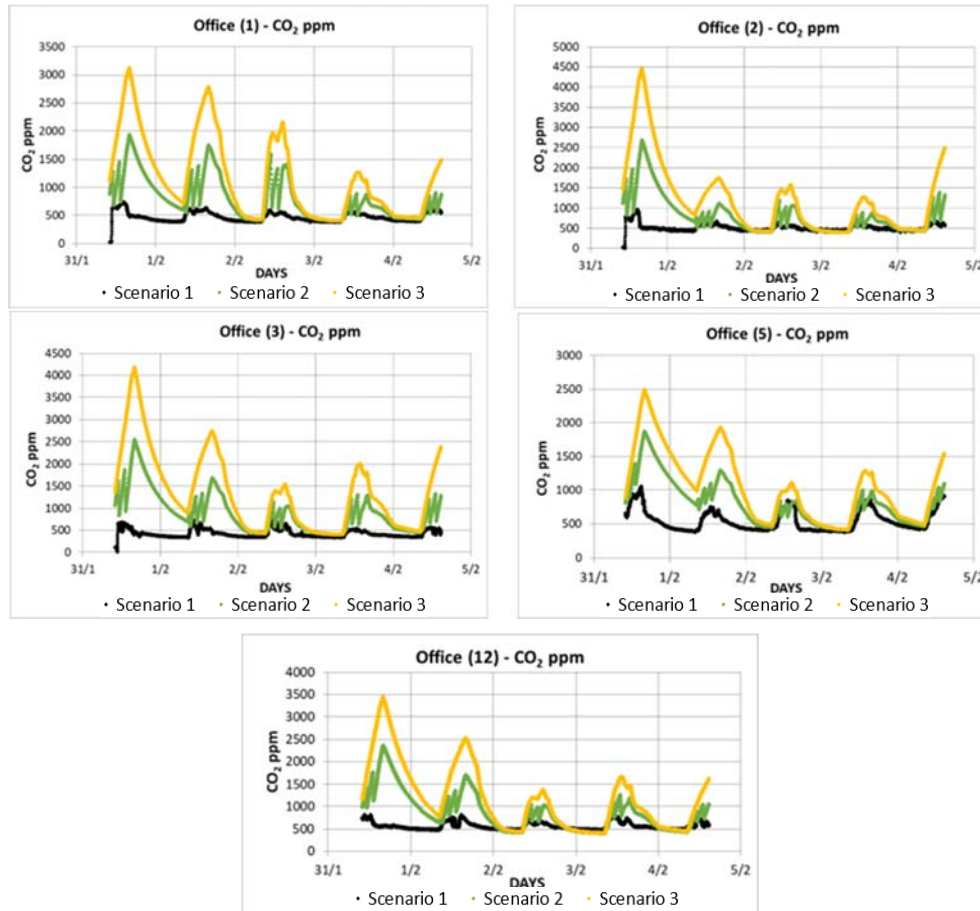 Office (1) - CO₂ ppm
3500
3000
2500
2000
1500
1000
500
0
CO₂ ppm
31/1 1/2 2/2 3/2 4/2 5/2
DAYS
• Scenario 1 • Scenario 2 • Scenario 3
Office (2) - CO₂ ppm
5000
4500
4000
3500
3000
2500
2000
1500
1000
500
0
CO₂ ppm
31/1 1/2 2/2 3/2 4/2 5/2
DAYS
• Scenario 1 • Scenario 2 • Scenario 3
Office (3) - CO₂ ppm
4500
4000
3500
3000
2500
2000
1500
1000
500
0
CO₂ ppm
31/1 1/2 2/2 3/2 4/2 5/2
DAYS
• Scenario 1 • Scenario 2 • Scenario 3
Office (5) - CO₂ ppm
3000
2500
2000
1500
1000
500
0
CO₂ ppm
31/1 1/2 2/2 3/2 4/2 5/2
DAYS
• Scenario 1 • Scenario 2 • Scenario 3
Office (12) - CO₂ ppm
4000
3500
3000
2500
2000
1500
1000
500
0
CO₂ ppm
31/1 1/2 2/2 3/2 4/2 5/2
DAYS
• Scenario 1 • Scenario 2 • Scenario 3